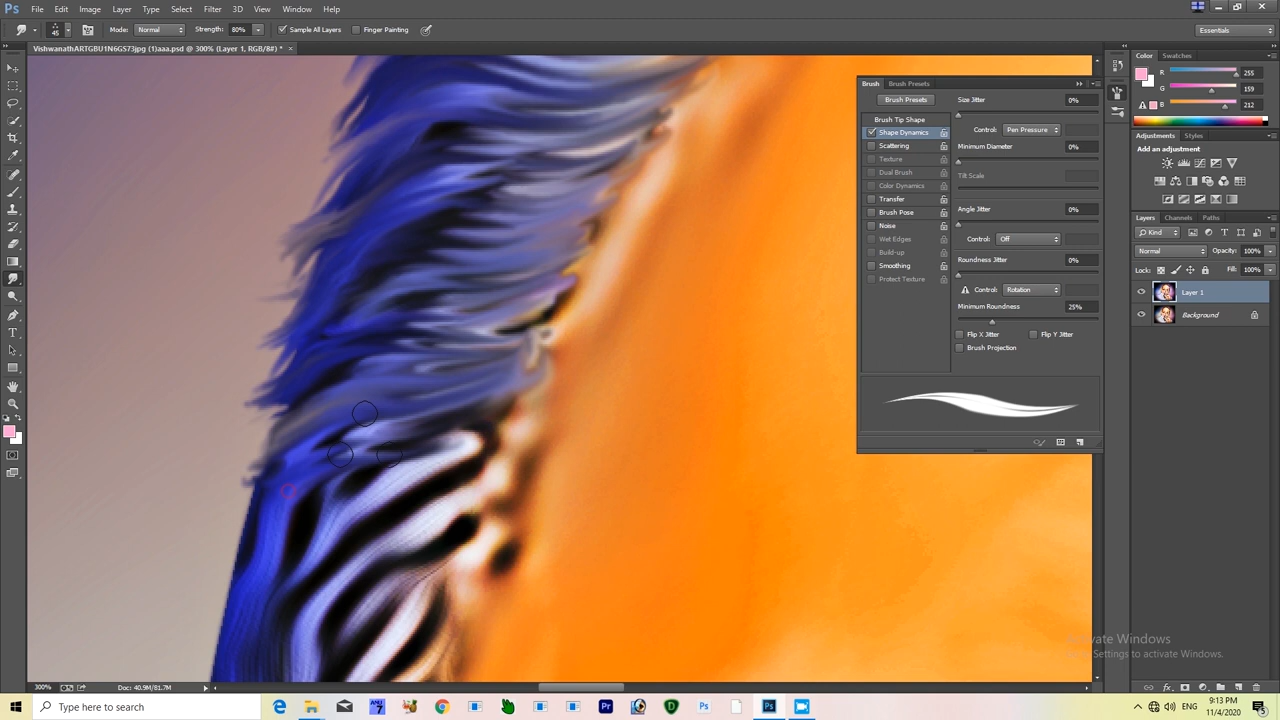 Ps File Edit Image Layer Type Select Filter 3D View Window Help
45 Mode: Normal Strength: 80% Sample All Layers Finger Painting Essentials
VishwanathARTGBU1N6GS73jpg (1)aaa.psd @ 300% (Layer 1, RGB/8#) * ×
Brush Brush Presets
Brush Presets
Brush Tip Shape
Shape Dynamics
Scattering
Texture
Dual Brush
Color Dynamics
Transfer
Brush Pose
Noise
Wet Edges
Build-up
Smoothing
Protect Texture
Size Jitter 0%
Control: Pen Pressure
Minimum Diameter 0%
Tilt Scale
Angle Jitter 0%
Control: Off
Roundness Jitter 0%
Control: Rotation
Minimum Roundness 25%
Flip X Jitter Flip Y Jitter
Brush Projection
Color Swatches
R 255
G 159
B 212
Adjustments Styles
Add an adjustment
Layers Channels Paths
Kind
Normal Opacity: 100%
Lock: Fill: 100%
Layer 1
Background
Activate Windows
Settings to activate Windows.
300% Doc: 40.9M/81.7M
Type here to search
9:13 PM
11/4/2020